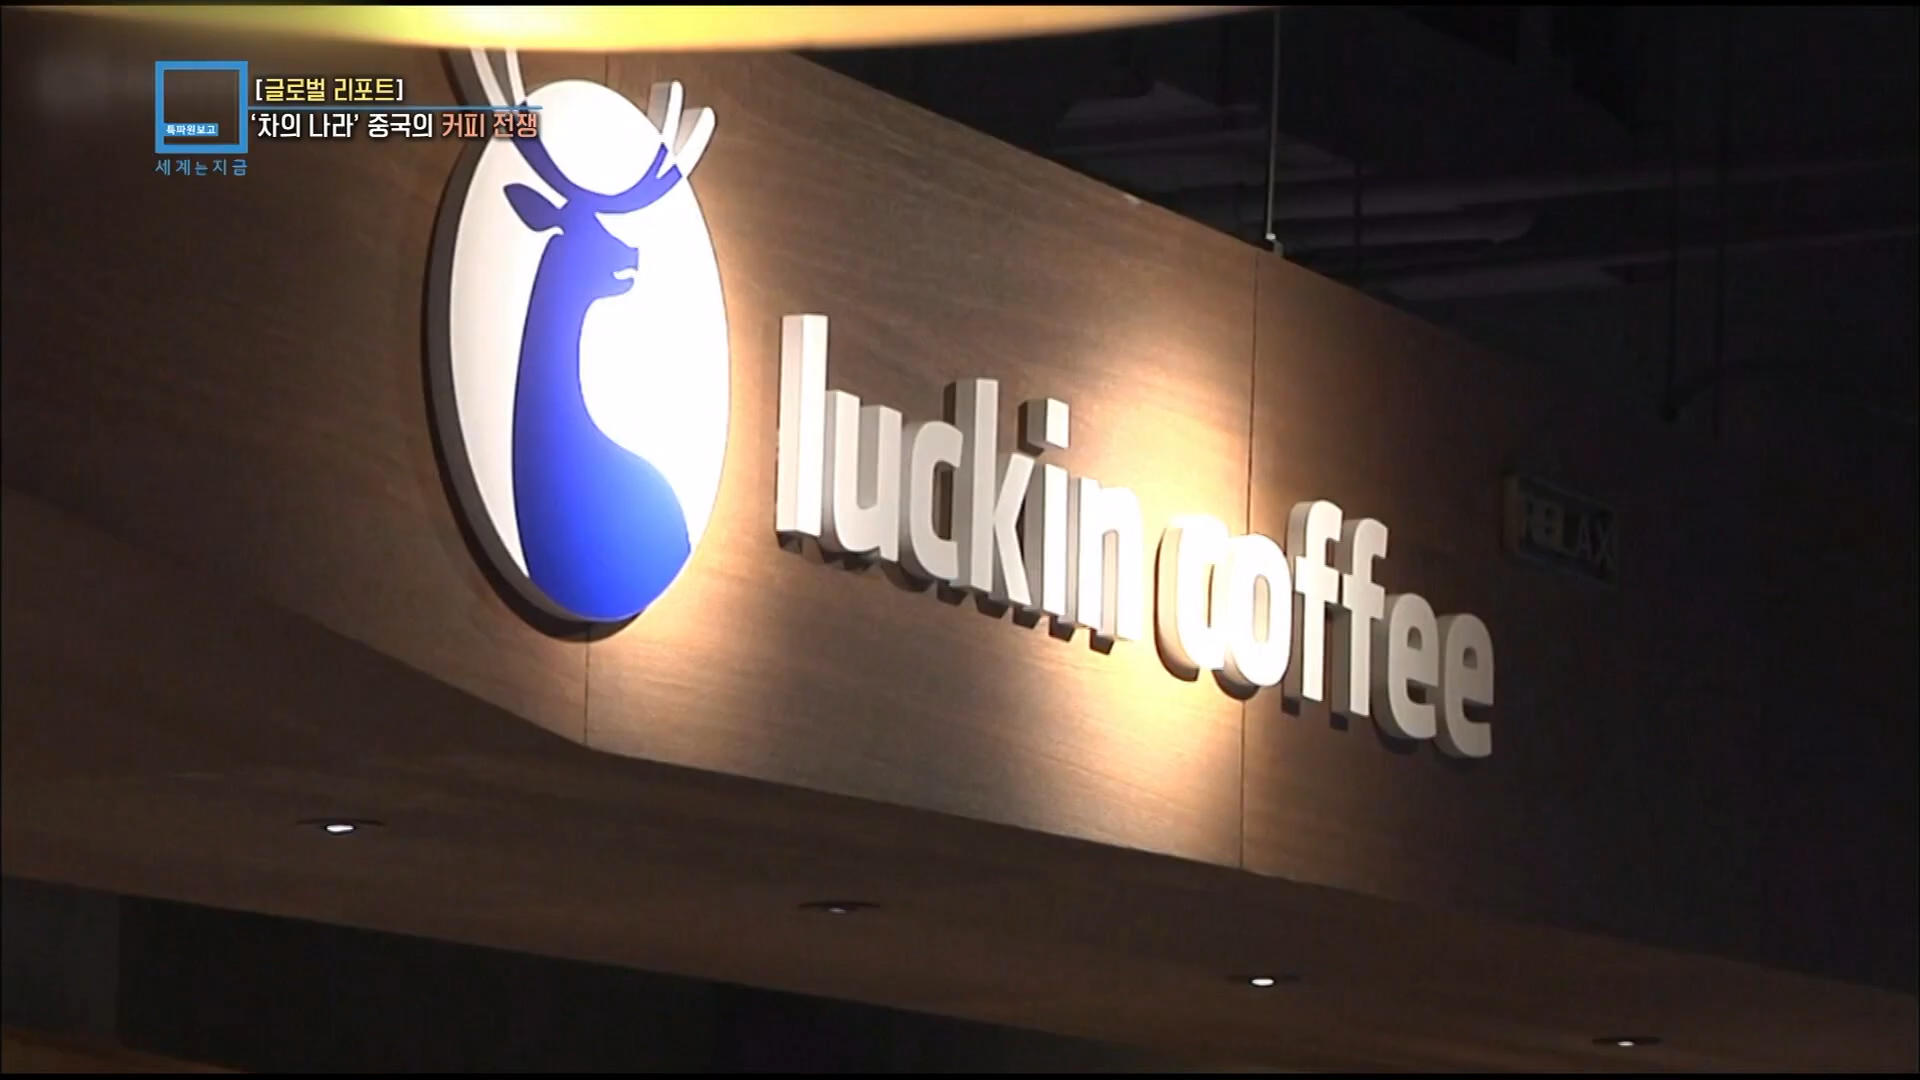 [글로벌 리포트]
'차의 나라' 중국의 커피 전쟁
특파원보고
세계는지금
luckin coffee